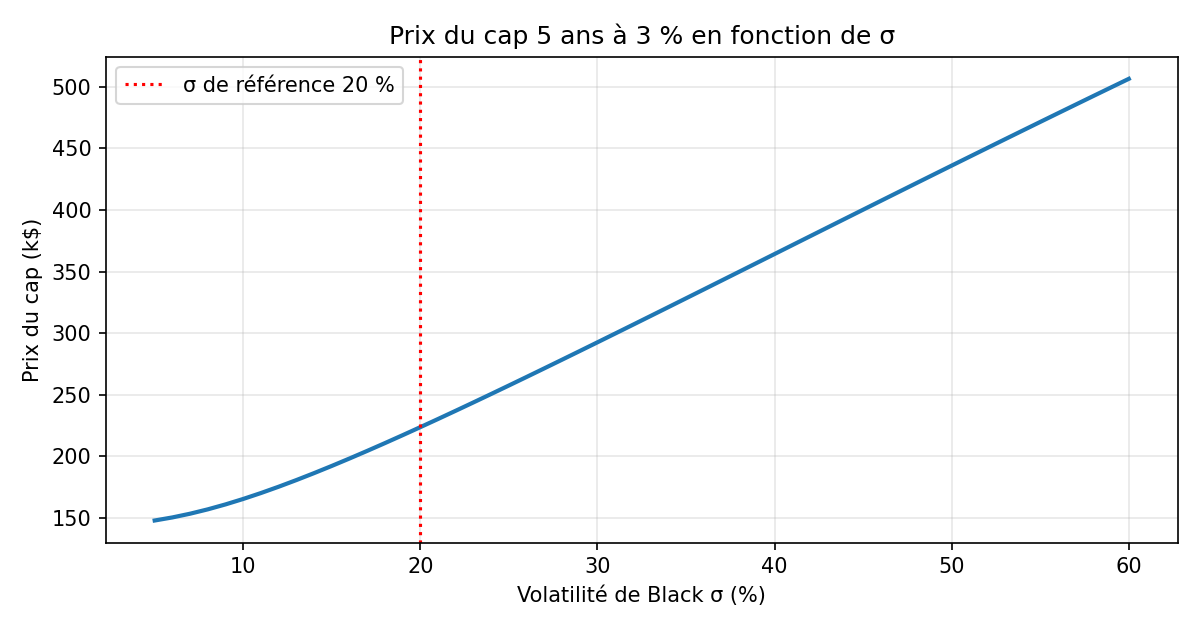 Prix du cap 5 ans à 3 % en fonction de σ
σ de référence 20 %
Prix du cap (k$)
500
450
400
350
300
250
200
150
10 20 30 40 50 60
Volatilité de Black σ (%)